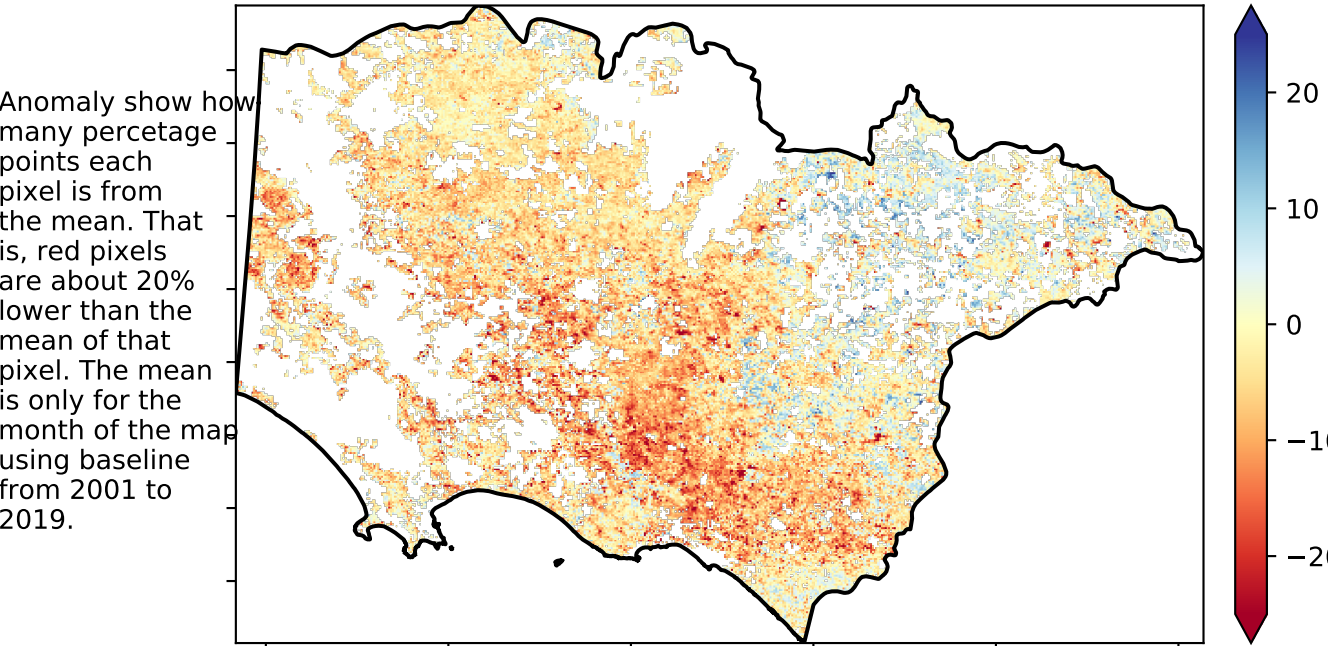 Anomaly show how
many percetage
points each
pixel is from
the mean. That
is, red pixels
are about 20%
lower than the
mean of that
pixel. The mean
is only for the
month of the map
using baseline
from 2001 to
2019.
20
10
0
−10
−20